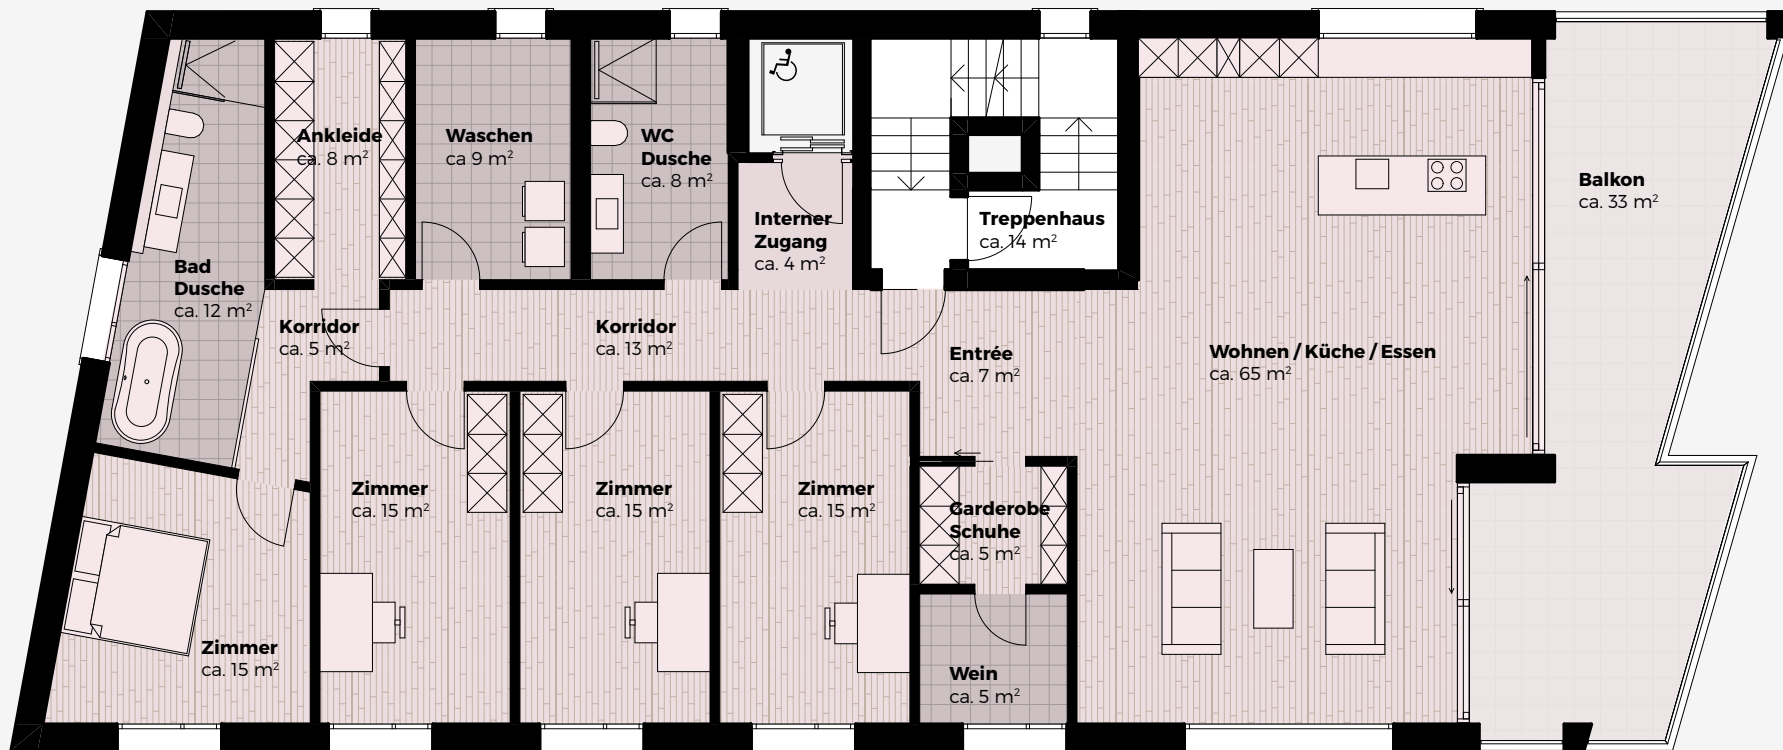 Ankleide
ca. 8 m²
Waschen
ca 9 m²
WC
Dusche
ca. 8 m²
Interner
Zugang
ca. 4 m²
Treppenhaus
ca. 14 m²
Balkon
ca. 33 m²
Bad
Dusche
ca. 12 m²
Korridor
ca. 5 m²
Korridor
ca. 13 m²
Entrée
ca. 7 m²
Wohnen / Küche / Essen
ca. 65 m²
Zimmer
ca. 15 m²
Zimmer
ca. 15 m²
Zimmer
ca. 15 m²
Garderobe
Schuhe
ca. 5 m²
Zimmer
ca. 15 m²
Wein
ca. 5 m²